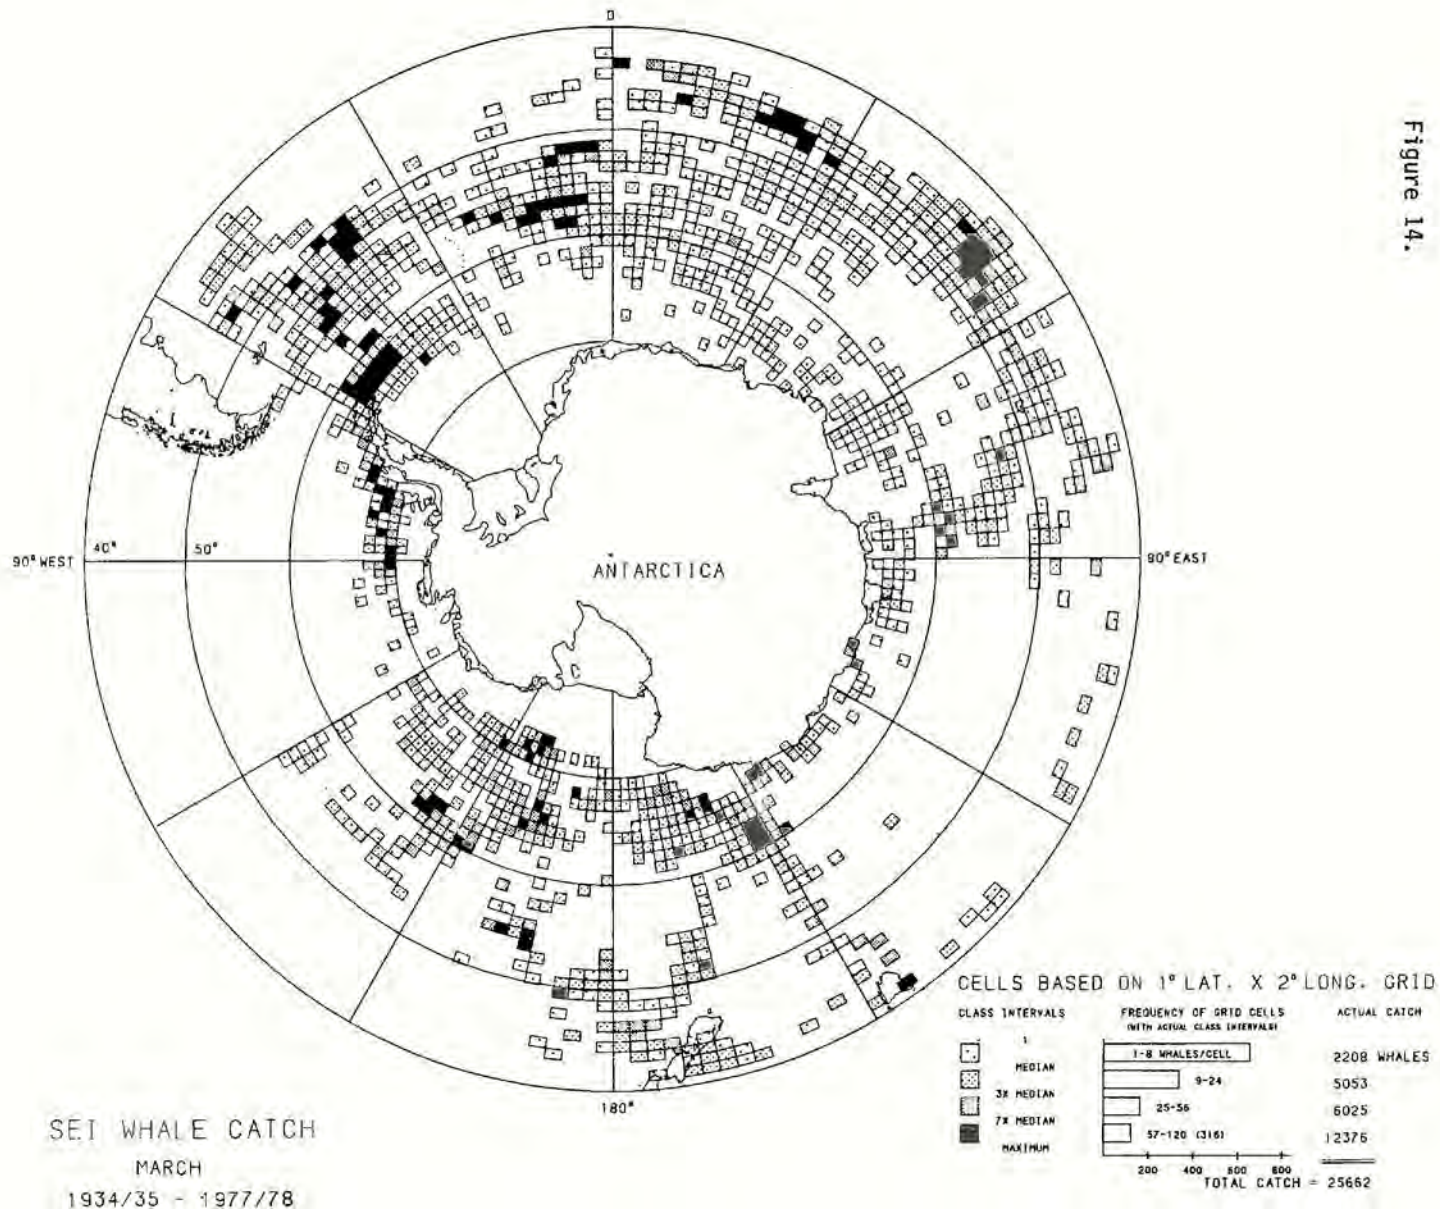 0
Figure 14.
90° WEST
40°
50°
ANTARCTICA
90° EAST
180°
CELLS BASED ON 1° LAT. X 2° LONG. GRID
CLASS INTERVALS
FREQUENCY OF GRID CELLS
(WITH ACTUAL CLASS INTERVALS)
ACTUAL CATCH
1
MEDIAN
3X MEDIAN
7X MEDIAN
MAXIMUM
1-8 WHALES/CELL
9-24
25-56
57-120 (316)
2208 WHALES
5053
6025
12376
200 400 600 800
TOTAL CATCH = 25662
SEI WHALE CATCH
MARCH
1934/35 - 1977/78